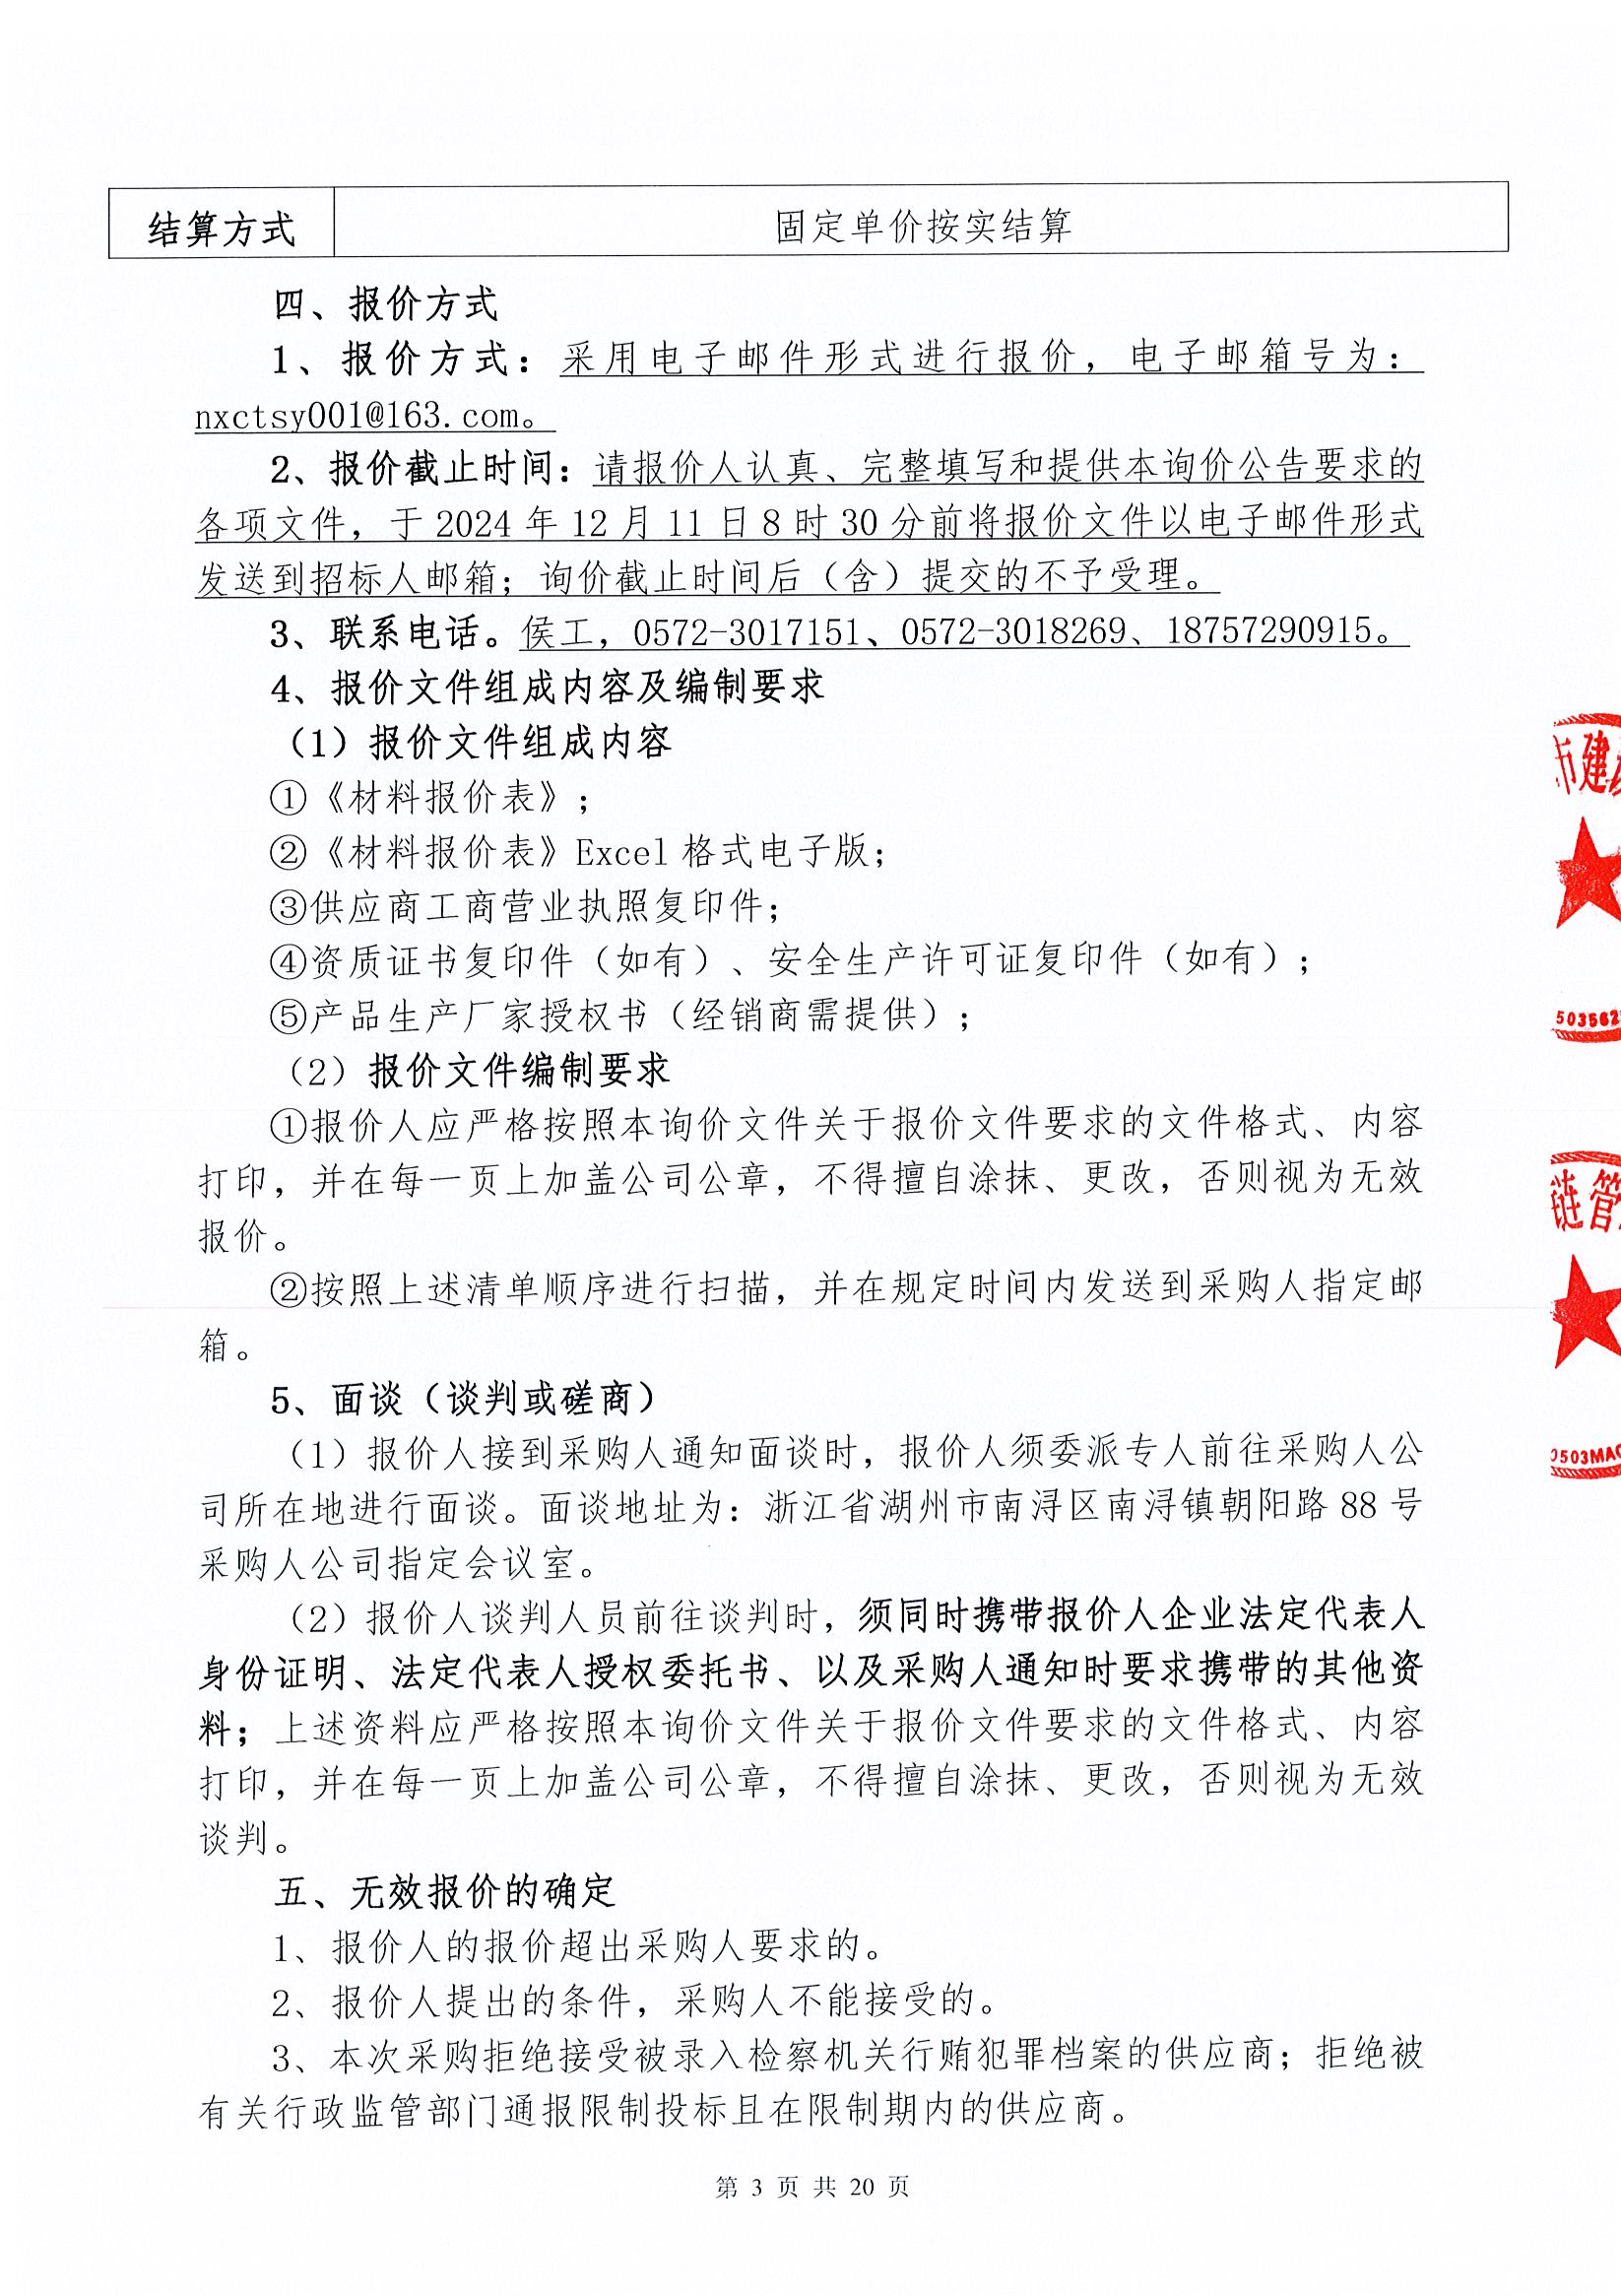 结算方式 固定单价按实结算
四、报价方式
1、报价方式：采用电子邮件形式进行报价，电子邮箱号为：
nxctsy001@163.com。
2、报价截止时间：请报价人认真、完整填写和提供本询价公告要求的
各项文件，于 2024 年 12 月 11 日 8 时 30 分前将报价文件以电子邮件形式
发送到招标人邮箱；询价截止时间后（含）提交的不予受理。
3、联系电话。侯工，0572-3017151、0572-3018269、18757290915。
4、报价文件组成内容及编制要求
（1）报价文件组成内容
①《材料报价表》；
②《材料报价表》Excel 格式电子版；
③供应商工商营业执照复印件；
④资质证书复印件（如有）、安全生产许可证复印件（如有）；
⑤产品生产厂家授权书（经销商需提供）；
（2）报价文件编制要求
①报价人应严格按照本询价文件关于报价文件要求的文件格式、内容
打印，并在每一页上加盖公司公章，不得擅自涂抹、更改，否则视为无效
报价。
②按照上述清单顺序进行扫描，并在规定时间内发送到采购人指定邮
箱。
5、面谈（谈判或磋商）
（1）报价人接到采购人通知面谈时，报价人须委派专人前往采购人公
司所在地进行面谈。面谈地址为：浙江省湖州市南浔区南浔镇朝阳路 88 号
采购人公司指定会议室。
（2）报价人谈判人员前往谈判时，须同时携带报价人企业法定代表人
身份证明、法定代表人授权委托书、以及采购人通知时要求携带的其他资
料；上述资料应严格按照本询价文件关于报价文件要求的文件格式、内容
打印，并在每一页上加盖公司公章，不得擅自涂抹、更改，否则视为无效
谈判。
五、无效报价的确定
1、报价人的报价超出采购人要求的。
2、报价人提出的条件，采购人不能接受的。
3、本次采购拒绝接受被录入检察机关行贿犯罪档案的供应商；拒绝被
有关行政监管部门通报限制投标且在限制期内的供应商。
第 3 页 共 20 页
建
503562
链管
0503MA